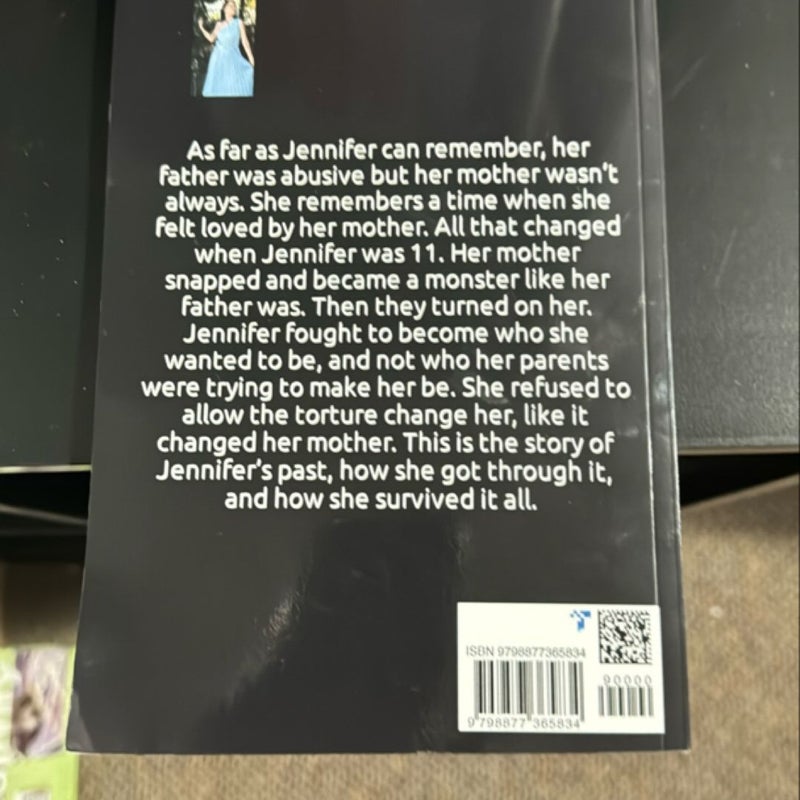 As far as Jennifer can remember, her
father was abusive but her mother wasn't
always. She remembers a time when she
felt loved by her mother. All that changed
when Jennifer was 11. Her mother
snapped and became a monster like her
father was. Then they turned on her.
Jennifer fought to become who she
wanted to be, and not who her parents
were trying to make her be. She refused to
allow the torture change her, like it
changed her mother. This is the story of
Jennifer's past, how she got through it,
and how she survived it all.
ISBN 9798877365834
90000
9 798877 365834